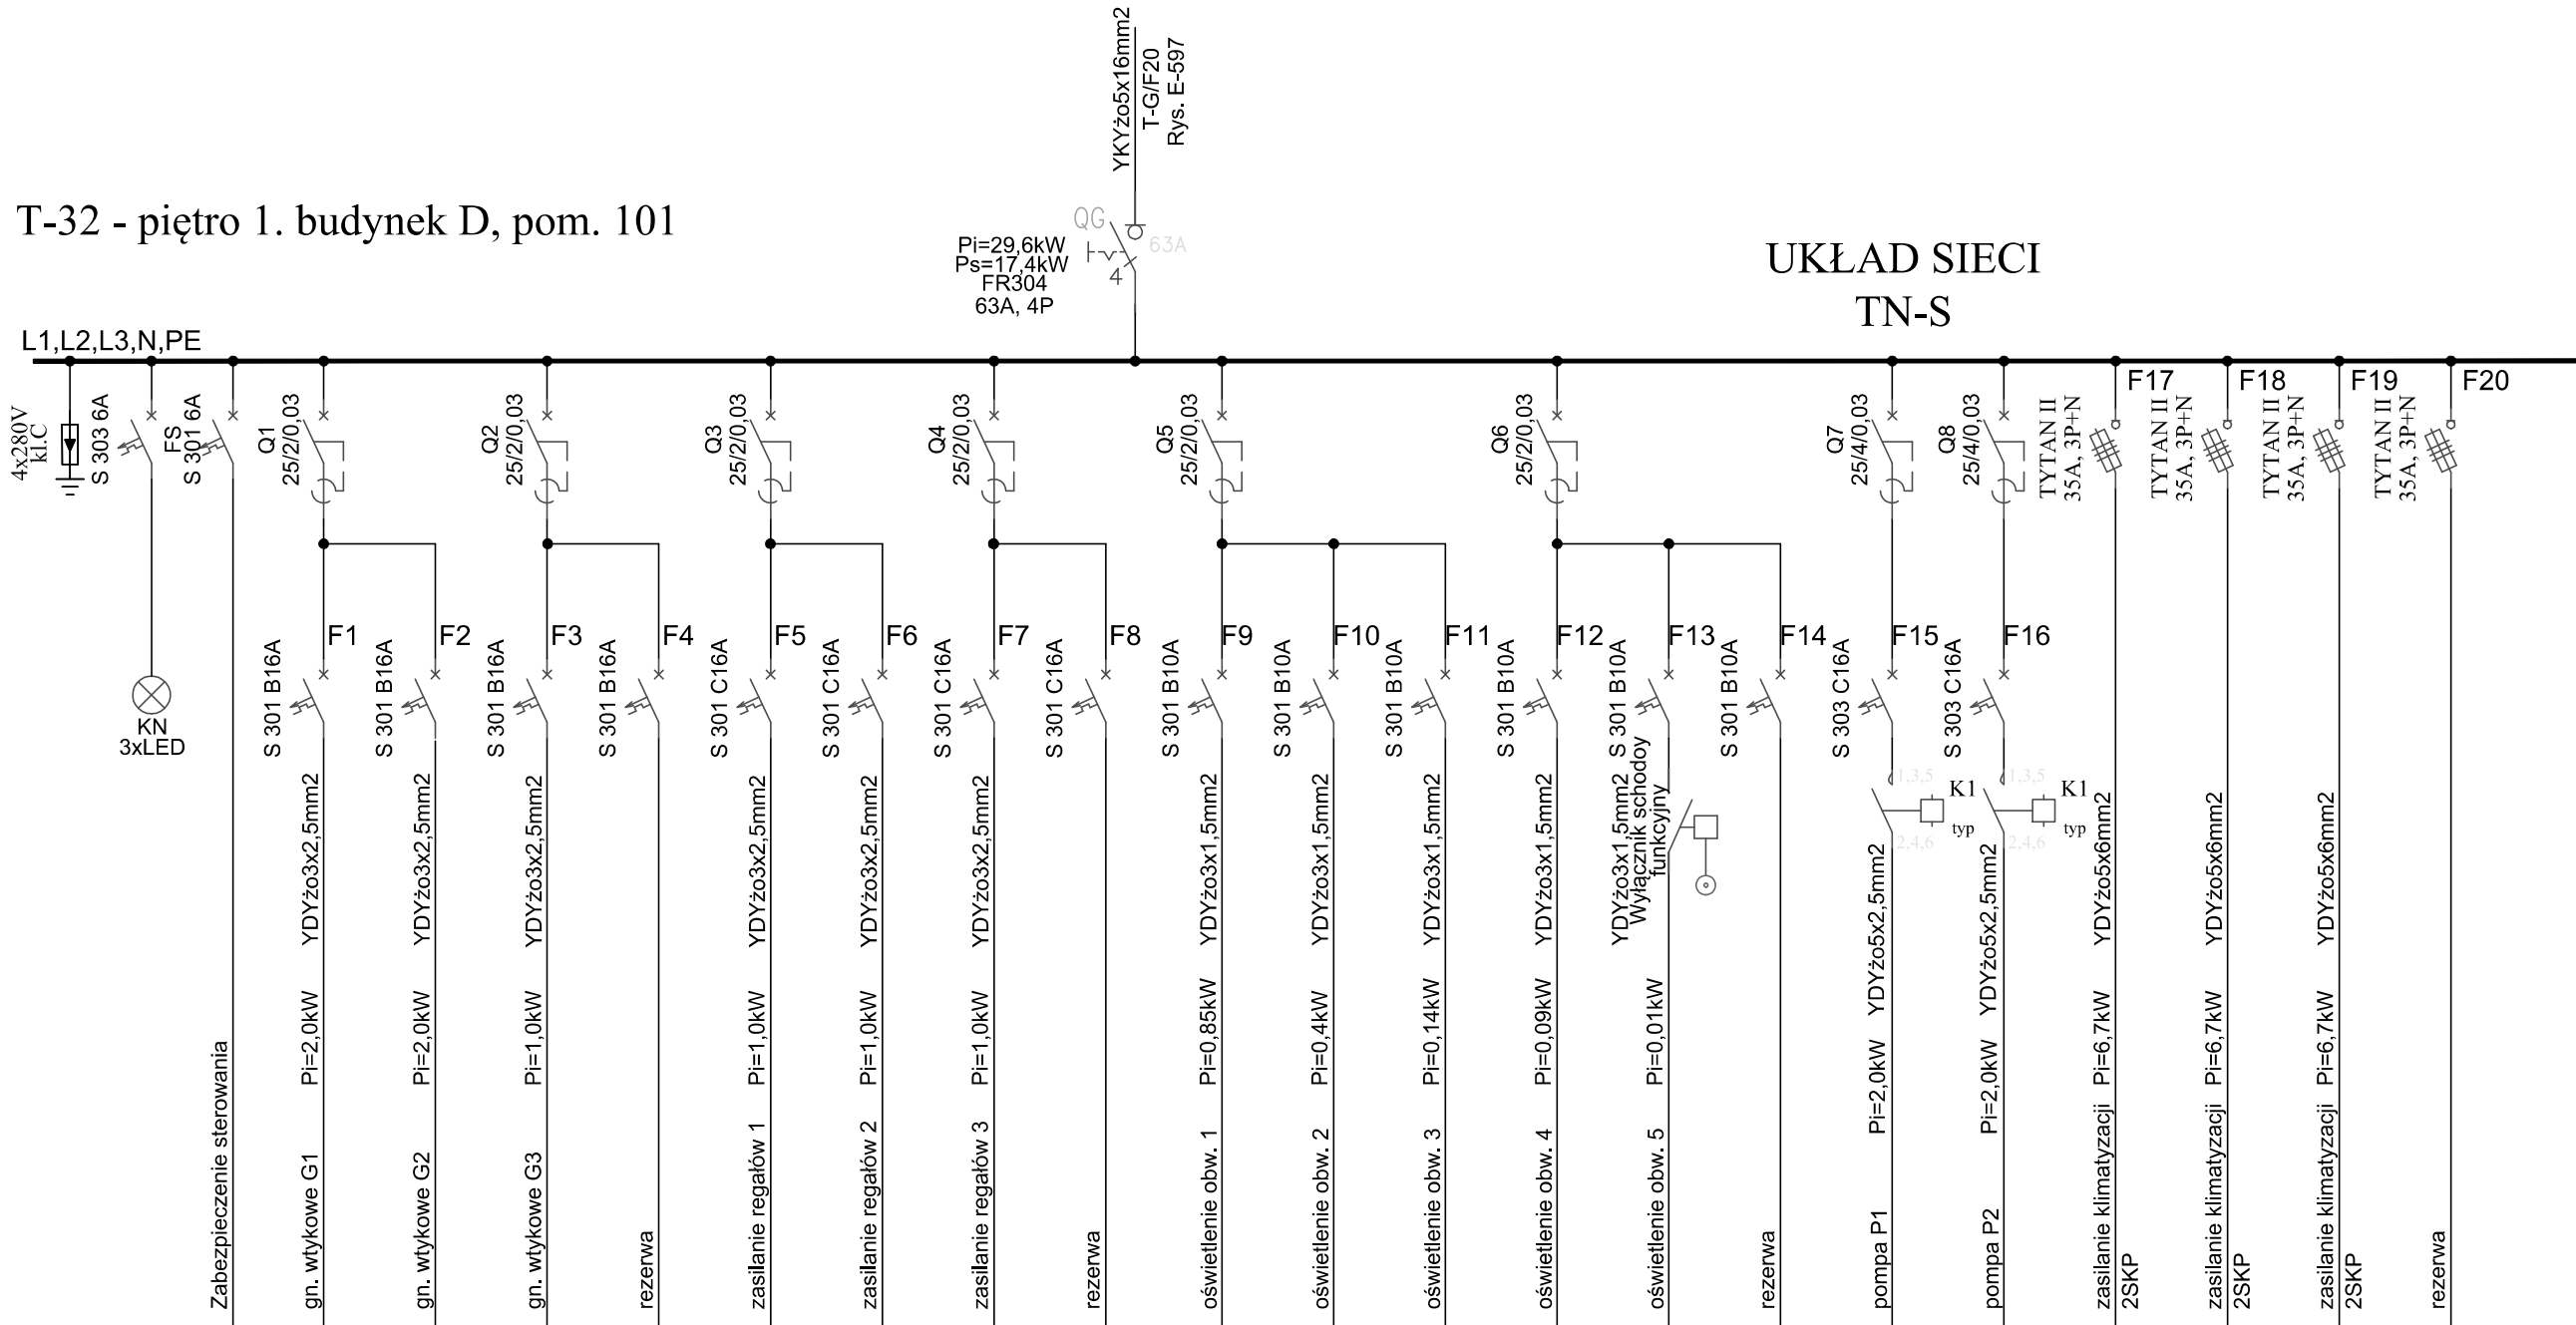 YKYżo5x16mm2
T-G/F20
Rys. E-597
T-32 - piętro 1. budynek D, pom. 101
QG
63A
Pi=29,6kW
Ps=17,4kW
FR304
63A, 4P
4
UKŁAD SIECI
TN-S
L1,L2,L3,N,PE
4x280V
kl.C
S 303 6A
FS
S 301 6A
Q1
25/2/0,03
Q2
25/2/0,03
Q3
25/2/0,03
Q4
25/2/0,03
Q5
25/2/0,03
Q6
25/2/0,03
Q7
25/4/0,03
Q8
25/4/0,03
F17
TYTAN II
35A, 3P+N
F18
TYTAN II
35A, 3P+N
F19
TYTAN II
35A, 3P+N
F20
TYTAN II
35A, 3P+N
KN
3xLED
Zabezpieczenie sterowania
F1
S 301 B16A
YDYżo3x2,5mm2
Pi=2,0kW
gn. wtykowe G1
F2
S 301 B16A
YDYżo3x2,5mm2
Pi=2,0kW
gn. wtykowe G2
F3
S 301 B16A
YDYżo3x2,5mm2
Pi=1,0kW
gn. wtykowe G3
F4
S 301 B16A
rezerwa
F5
S 301 C16A
YDYżo3x2,5mm2
Pi=1,0kW
zasilanie regałów 1
F6
S 301 C16A
YDYżo3x2,5mm2
Pi=1,0kW
zasilanie regałów 2
F7
S 301 C16A
YDYżo3x2,5mm2
Pi=1,0kW
zasilanie regałów 3
F8
S 301 C16A
rezerwa
F9
S 301 B10A
YDYżo3x1,5mm2
Pi=0,85kW
oświetlenie obw. 1
F10
S 301 B10A
YDYżo3x1,5mm2
Pi=0,4kW
oświetlenie obw. 2
F11
S 301 B10A
YDYżo3x1,5mm2
Pi=0,14kW
oświetlenie obw. 3
F12
S 301 B10A
YDYżo3x1,5mm2
Pi=0,09kW
oświetlenie obw. 4
F13
S 301 B10A
YDYżo3x1,5mm2
Wyłącznik schody
funkcyjny
Pi=0,01kW
oświetlenie obw. 5
F14
S 301 B10A
rezerwa
F15
S 303 C16A
1,3,5
K1
typ
2,4,6
YDYżo5x2,5mm2
Pi=2,0kW
pompa P1
F16
S 303 C16A
1,3,5
K1
typ
2,4,6
YDYżo5x2,5mm2
Pi=2,0kW
pompa P2
YDYżo5x6mm2
Pi=6,7kW
zasilanie klimatyzacji
2SKP
YDYżo5x6mm2
Pi=6,7kW
zasilanie klimatyzacji
2SKP
YDYżo5x6mm2
Pi=6,7kW
zasilanie klimatyzacji
2SKP
rezerwa